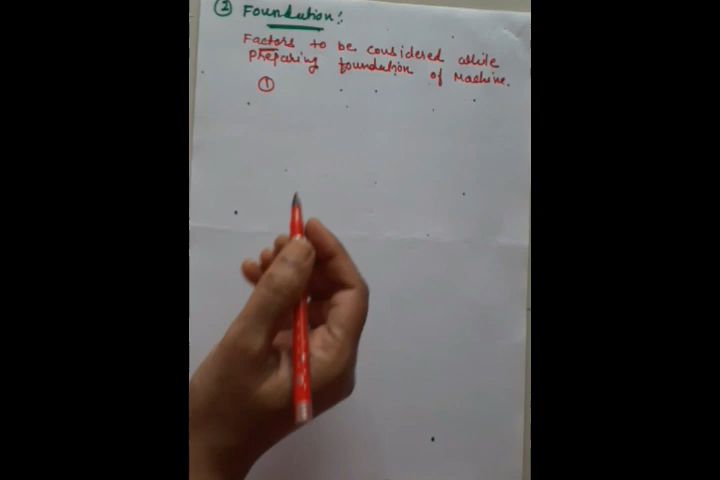 ② Foundation:-
Factors to be considered while
preparing foundation of Machine.
①